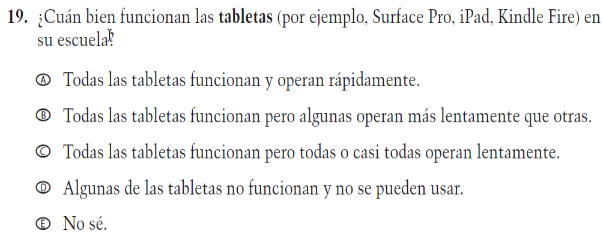 19. ¿Cuán bien funcionan las tabletas (por ejemplo, Surface Pro, iPad, Kindle Fire) en
su escuela?
A Todas las tabletas funcionan y operan rápidamente.
B Todas las tabletas funcionan pero algunas operan más lentamente que otras.
C Todas las tabletas funcionan pero todas o casi todas operan lentamente.
D Algunas de las tabletas no funcionan y no se pueden usar.
E No sé.